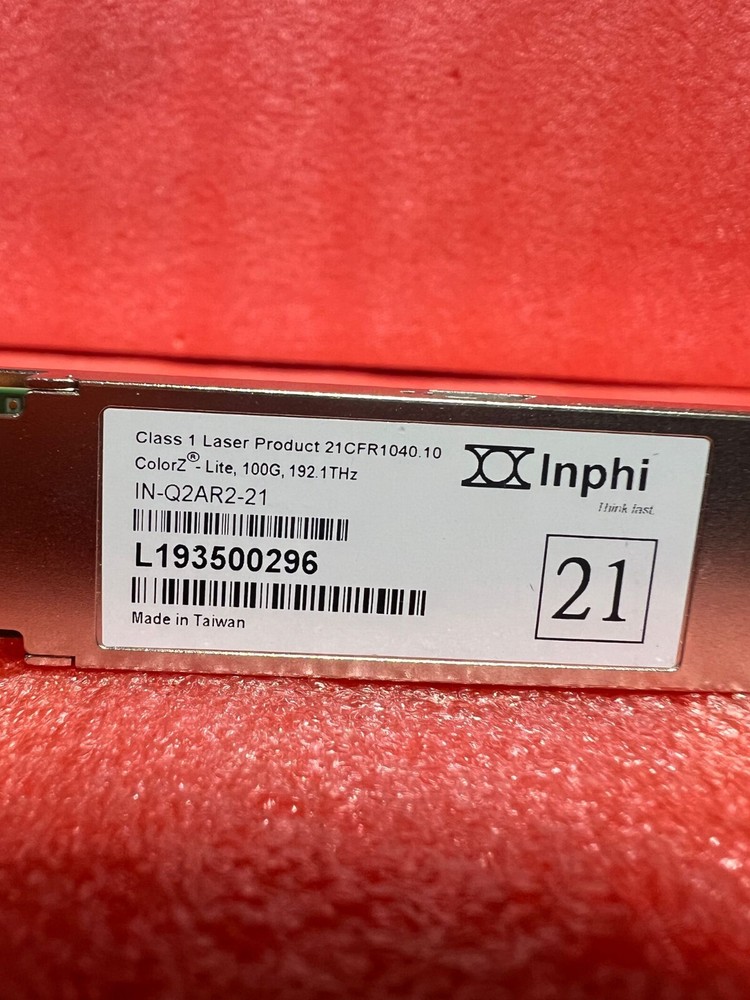 Class 1 Laser Product 21CFR1040.10
ColorZ®- Lite, 100G, 192.1THz
IN-Q2AR2-21
L193500296
Made in Taiwan
Inphi
Think fast.
21